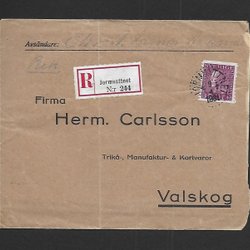 Avsändare:
R Jormvattnet
Nr 244
Firma
Herm. Carlsson
Trikå-, Manufaktur- & Kortvaror
Valskog